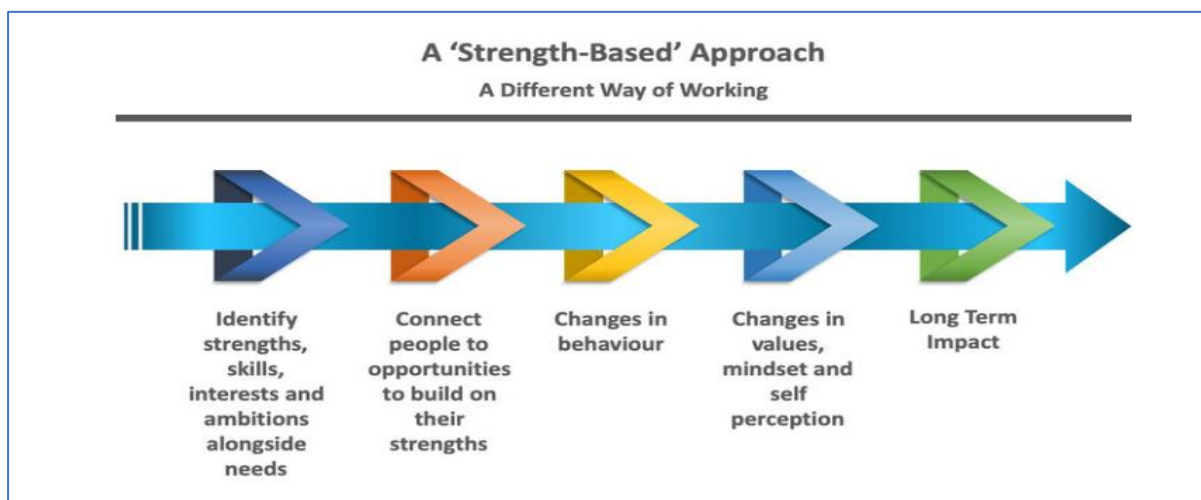 A ‘Strength-Based’ Approach
A Different Way of Working
Identify
strengths,
skills,
interests and
ambitions
alongside
needs
Connect
people to
opportunities
to build on
their
strengths
Changes in
behaviour
Changes in
values,
mindset and
self
perception
Long Term
Impact